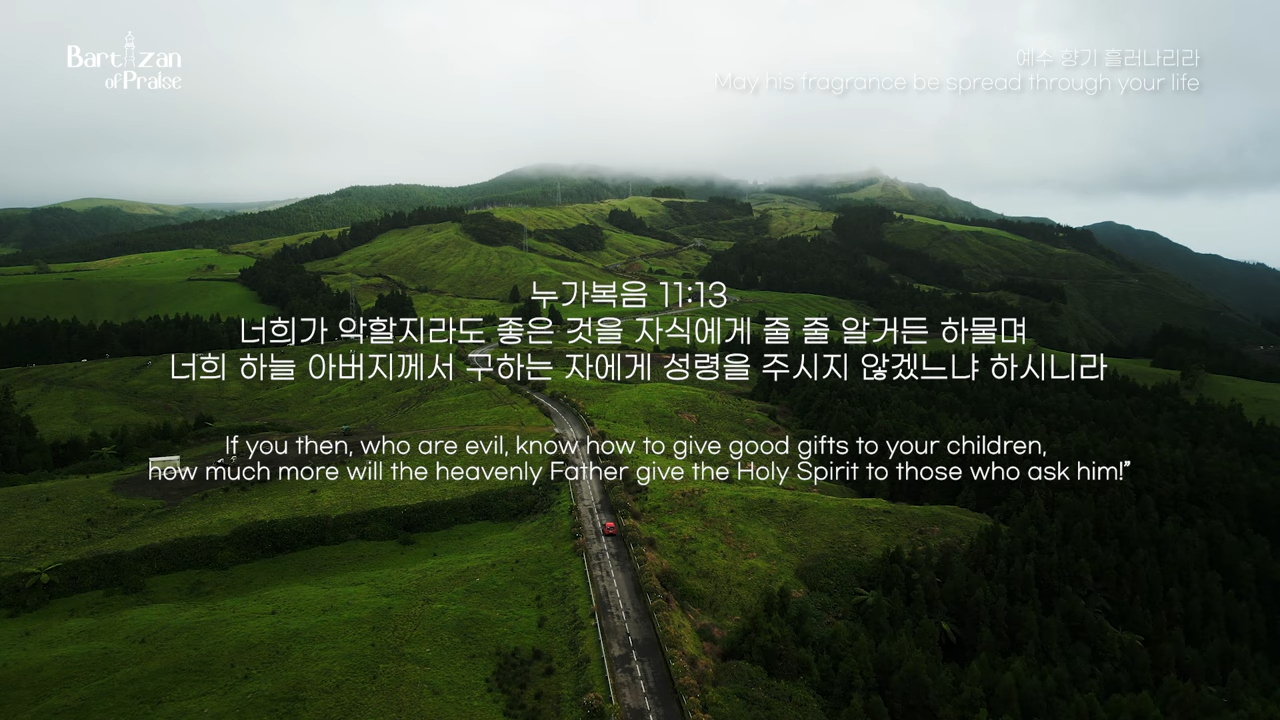 Bartizan
of Praise
예수 향기 흘러나리라
May his fragrance be spread through your life
누가복음 11:13
너희가 악할지라도 좋은 것을 자식에게 줄 줄 알거든 하물며
너희 하늘 아버지께서 구하는 자에게 성령을 주시지 않겠느냐 하시니라
If you then, who are evil, know how to give good gifts to your children,
how much more will the heavenly Father give the Holy Spirit to those who ask him!”